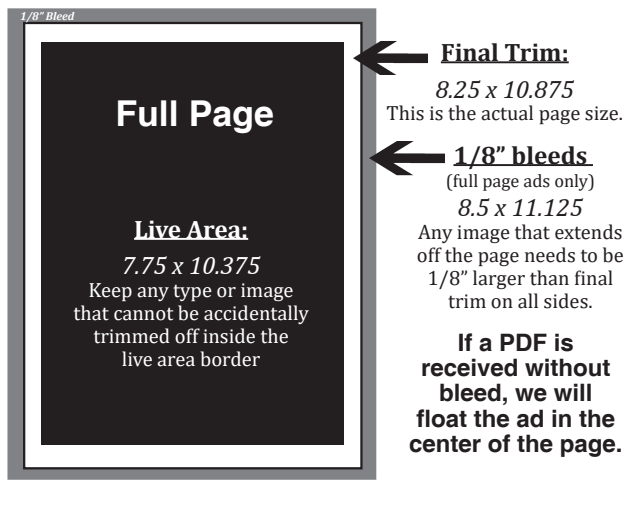 1/8” Bleed
Full Page
Live Area:
7.75 x 10.375
Keep any type or image
that cannot be accidentally
trimmed off inside the
live area border
Final Trim:
8.25 x 10.875
This is the actual page size.
1/8” bleeds
(full page ads only)
8.5 x 11.125
Any image that extends
off the page needs to be
1/8” larger than final
trim on all sides.
If a PDF is
received without
bleed, we will
float the ad in the
center of the page.